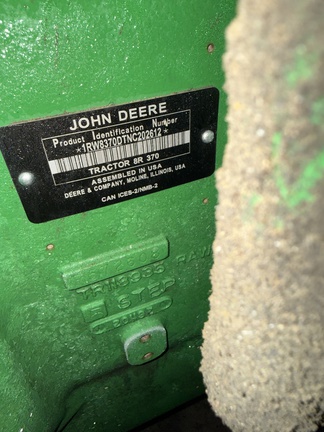 JOHN DEERE
Product Identification Number
*1RW8370DTNC202612*
TRACTOR 8R 370
ASSEMBLED IN USA
DEERE & COMPANY, MOLINE, ILLINOIS, USA
CAN ICES-2/NMB-2
STEP